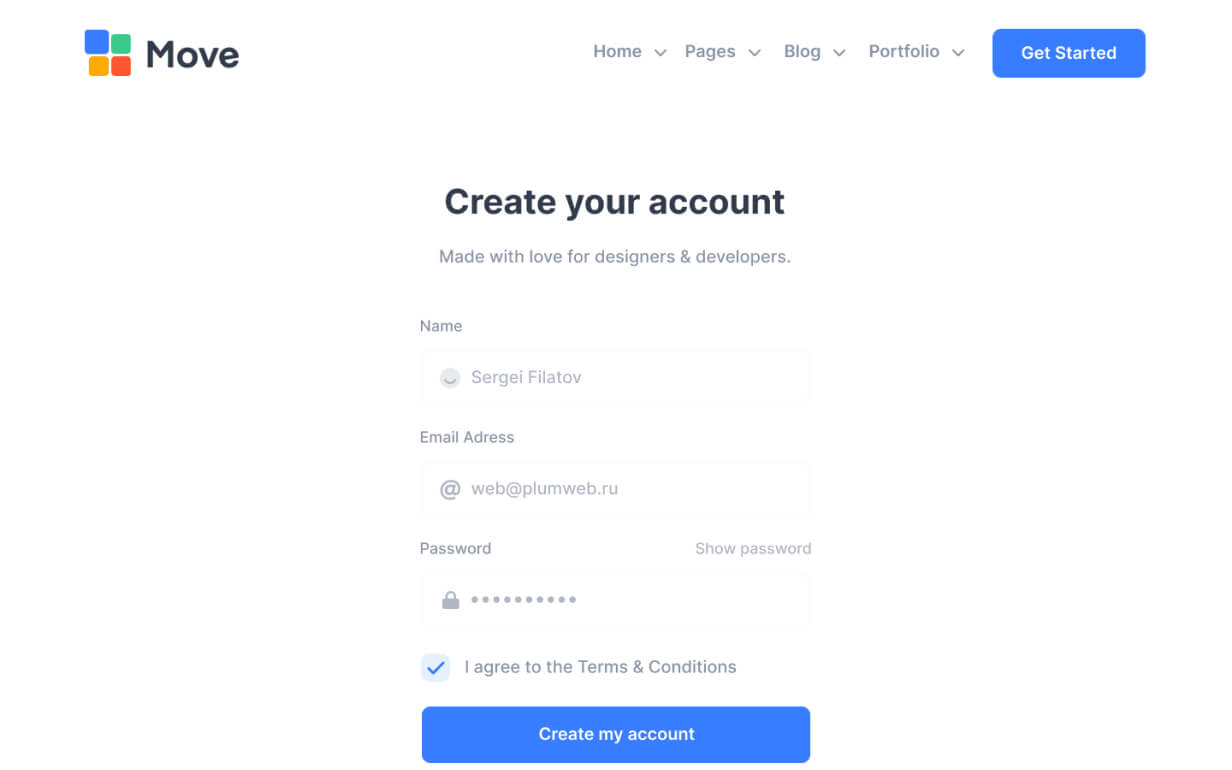 Move
Home Pages Blog Portfolio Get Started
Create your account
Made with love for designers & developers.
Name
Sergei Filatov
Email Adress
@ web@plumweb.ru
Password Show password
••••••••••
I agree to the Terms & Conditions
Create my account